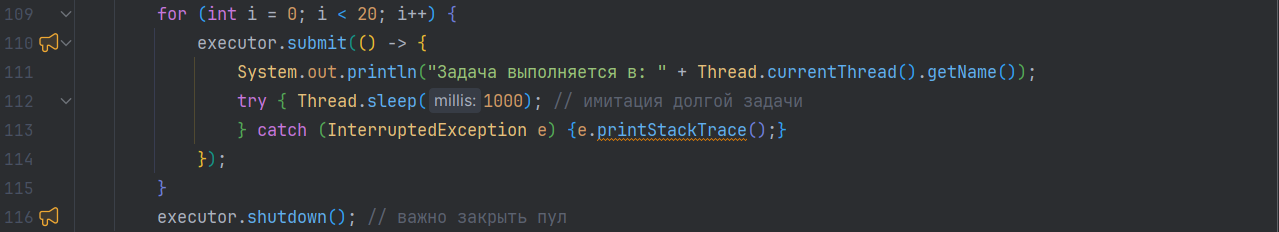 109 for (int i = 0; i < 20; i++) {
110 executor.submit(() -> {
111 System.out.println("Задача выполняется в: " + Thread.currentThread().getName());
112 try { Thread.sleep( millis: 1000); // имитация долгой задачи
113 } catch (InterruptedException e) {e.printStackTrace();}
114 });
115 }
116 executor.shutdown(); // важно закрыть пул